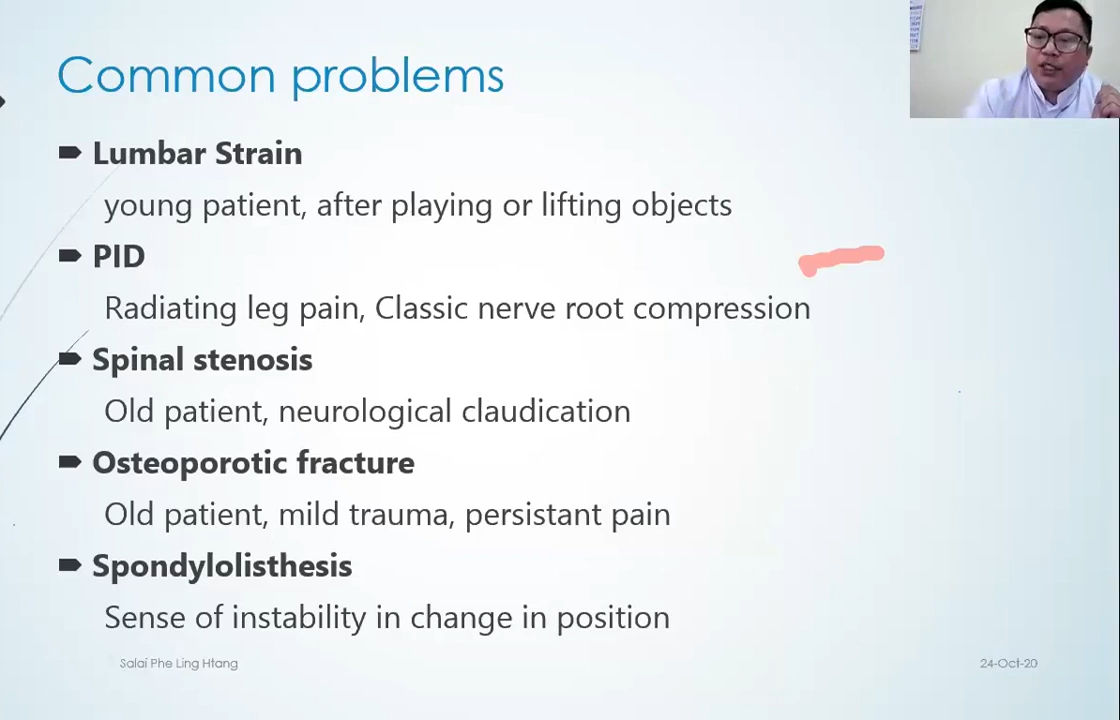 Common problems
Lumbar Strain
young patient, after playing or lifting objects
PID
Radiating leg pain, Classic nerve root compression
Spinal stenosis
Old patient, neurological claudication
Osteoporotic fracture
Old patient, mild trauma, persistant pain
Spondylolisthesis
Sense of instability in change in position
Salai Phe Ling Htang
24-Oct-20